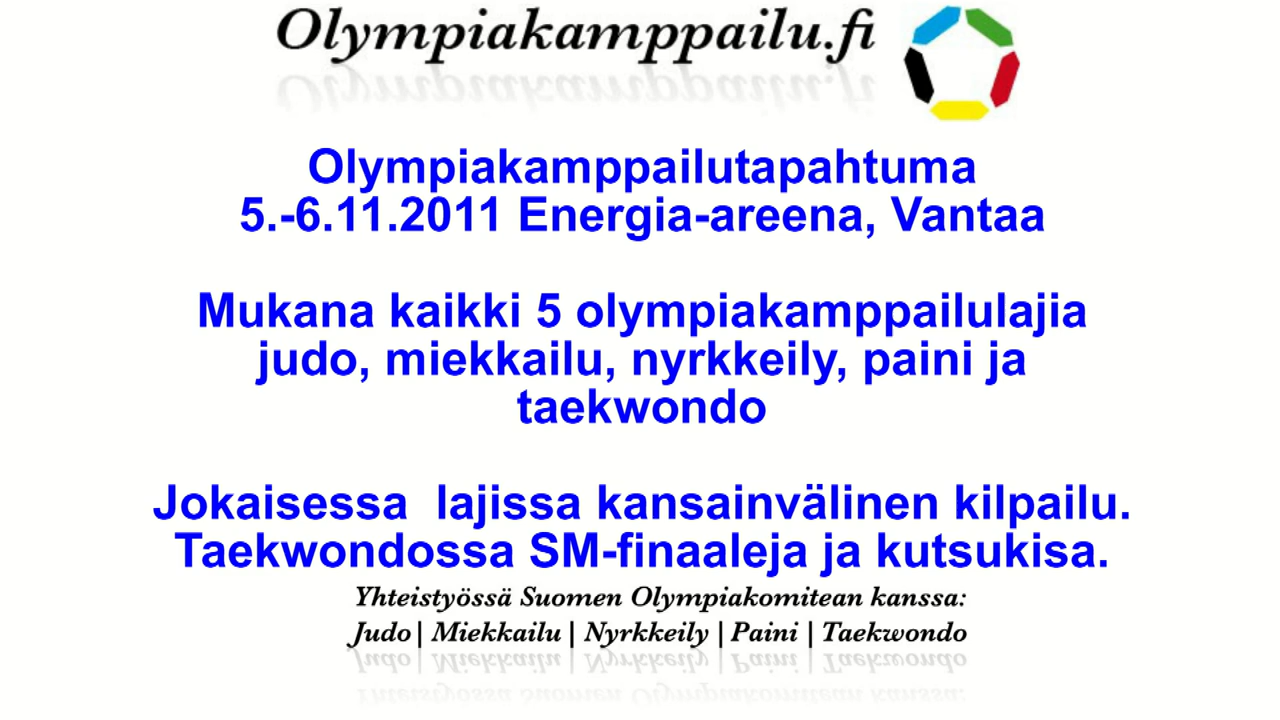 Olympiakamppailu.fi
Olympiakamppailutapahtuma
5.-6.11.2011 Energia-areena, Vantaa
Mukana kaikki 5 olympiakamppailulajia
judo, miekkailu, nyrkkeily, paini ja
taekwondo
Jokaisessa lajissa kansainvälinen kilpailu.
Taekwondossa SM-finaaleja ja kutsukisa.
Yhteistyössä Suomen Olympiakomitean kanssa:
Judo | Miekkailu | Nyrkkeily | Paini | Taekwondo